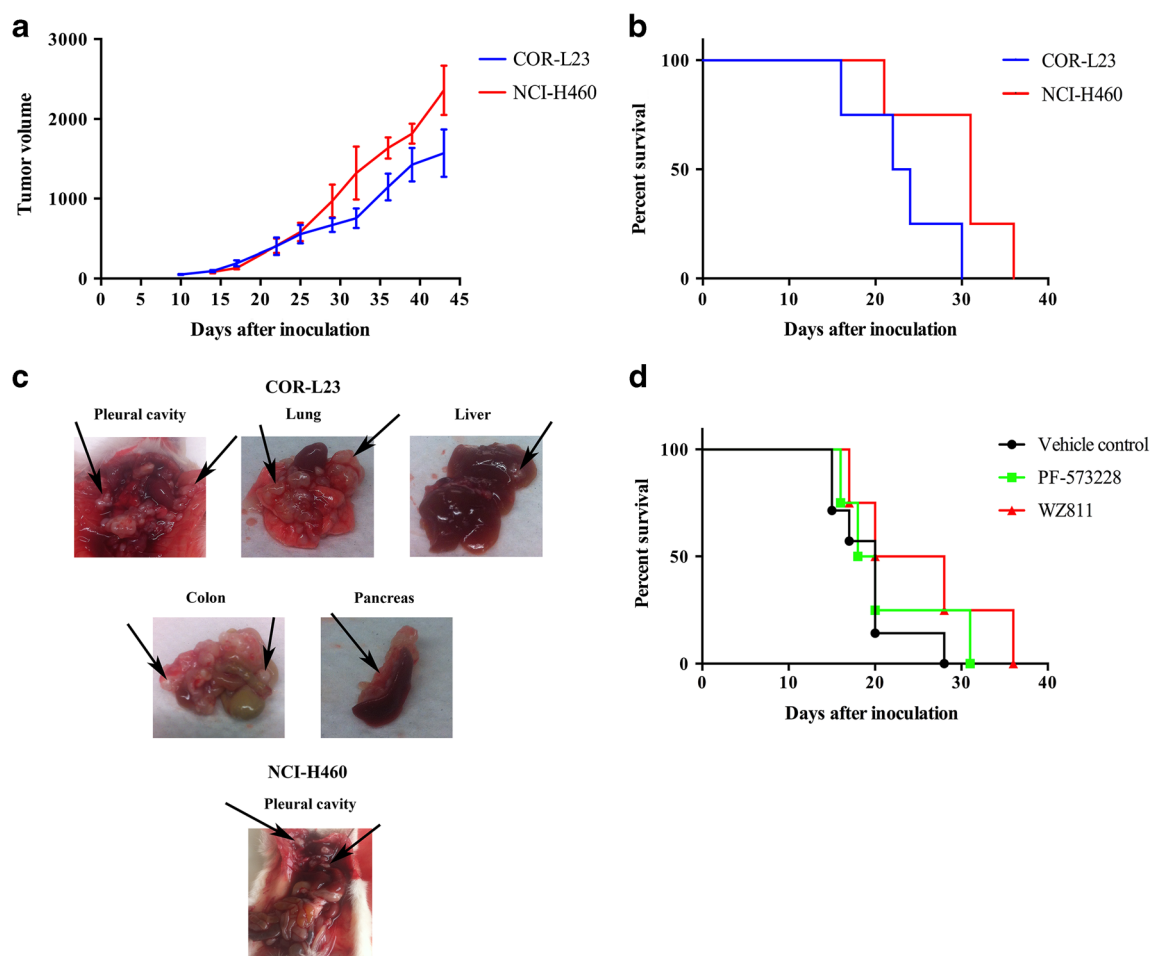 a
3000
2000
1000
0
Tumor volume
0 5 10 15 20 25 30 35 40 45
Days after inoculation
COR-L23
NCI-H460
b
100
50
0
Percent survival
0 10 20 30 40
Days after inoculation
COR-L23
NCI-H460
c
COR-L23
Pleural cavity
Lung
Liver
Colon
Pancreas
NCI-H460
Pleural cavity
d
100
50
0
Percent survival
0 10 20 30 40
Days after inoculation
Vehicle control
PF-573228
WZ811